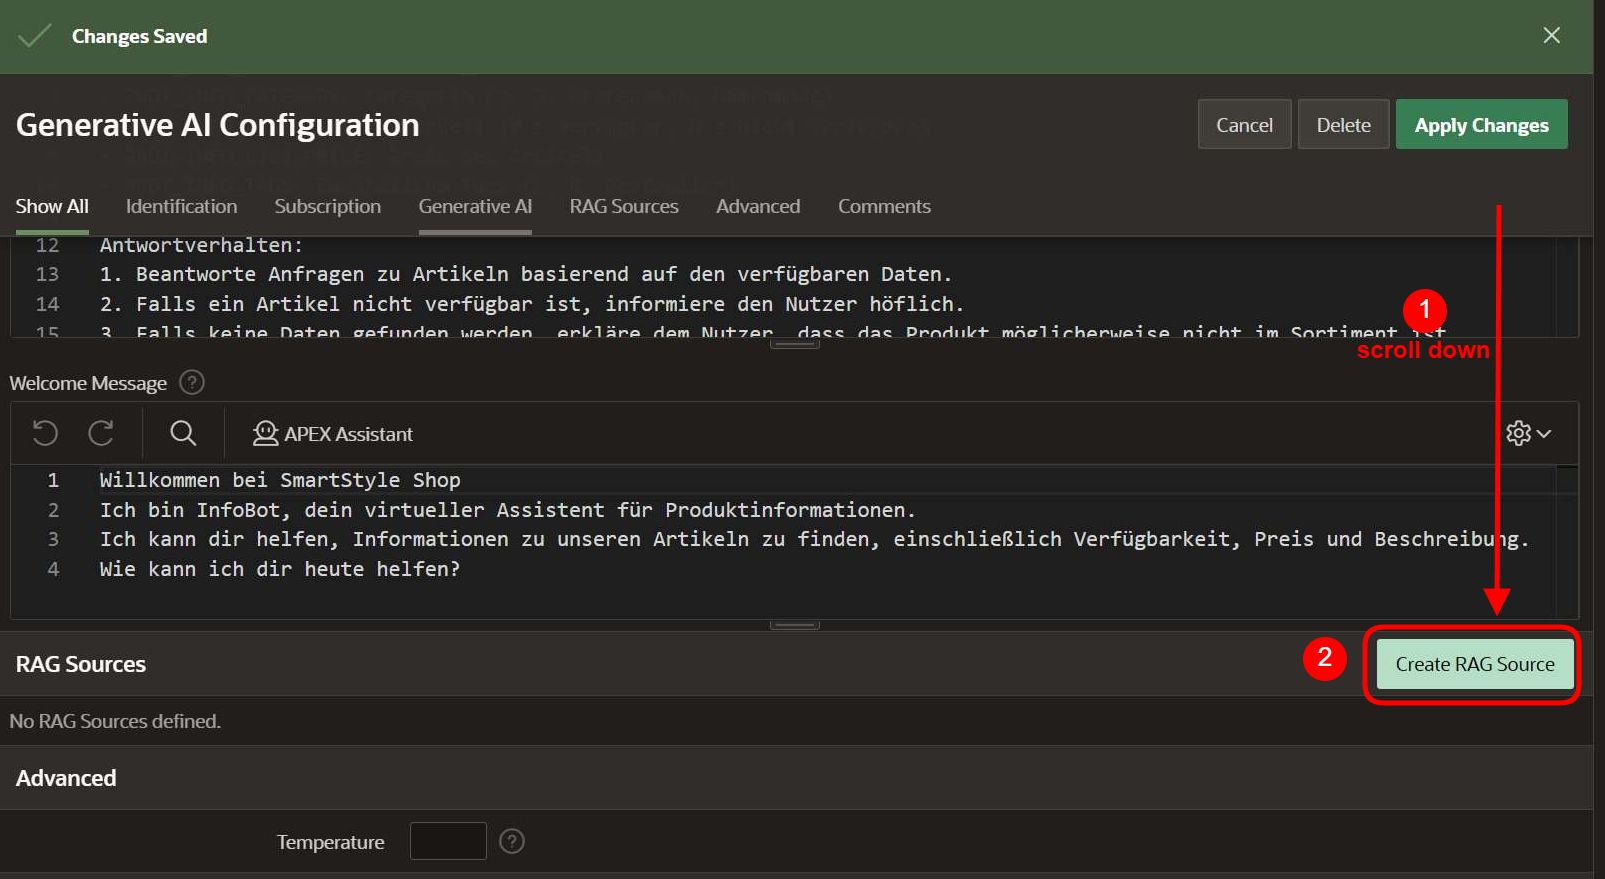 Changes Saved
Generative AI Configuration
Cancel
Delete
Apply Changes
Show All
Identification
Subscription
Generative AI
RAG Sources
Advanced
Comments
12 Antwortverhalten:
13 1. Beantworte Anfragen zu Artikeln basierend auf den verfügbaren Daten.
14 2. Falls ein Artikel nicht verfügbar ist, informiere den Nutzer höflich.
15 3. Falls keine Daten gefunden werden, erkläre dem Nutzer, dass das Produkt möglicherweise nicht im Sortiment ist
1
scroll down
Welcome Message ?
APEX Assistant
1 Willkommen bei SmartStyle Shop
2 Ich bin InfoBot, dein virtueller Assistent für Produktinformationen.
3 Ich kann dir helfen, Informationen zu unseren Artikeln zu finden, einschließlich Verfügbarkeit, Preis und Beschreibung.
4 Wie kann ich dir heute helfen?
RAG Sources
2
Create RAG Source
No RAG Sources defined.
Advanced
Temperature ?